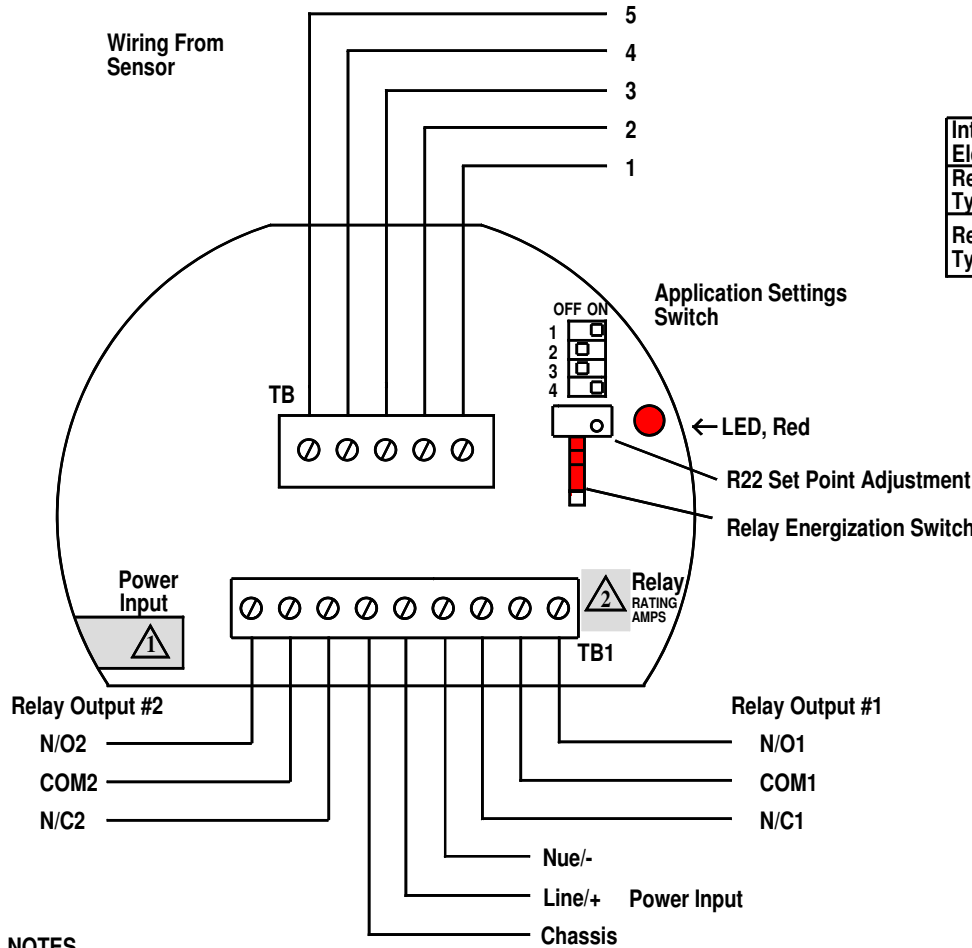 5
Wiring From
Sensor
4
3
2
1
Application Settings
Switch
OFF ON
1
2
3
4
TB
LED, Red
R22 Set Point Adjustment
Relay Energization Switch
Power
Input
1
2
Relay
RATING
AMPS
TB1
Relay Output #2
Relay Output #1
N/O2
N/O1
COM2
COM1
N/C2
N/C1
Nue/-
Line/+ Power Input
Chassis
NOTES